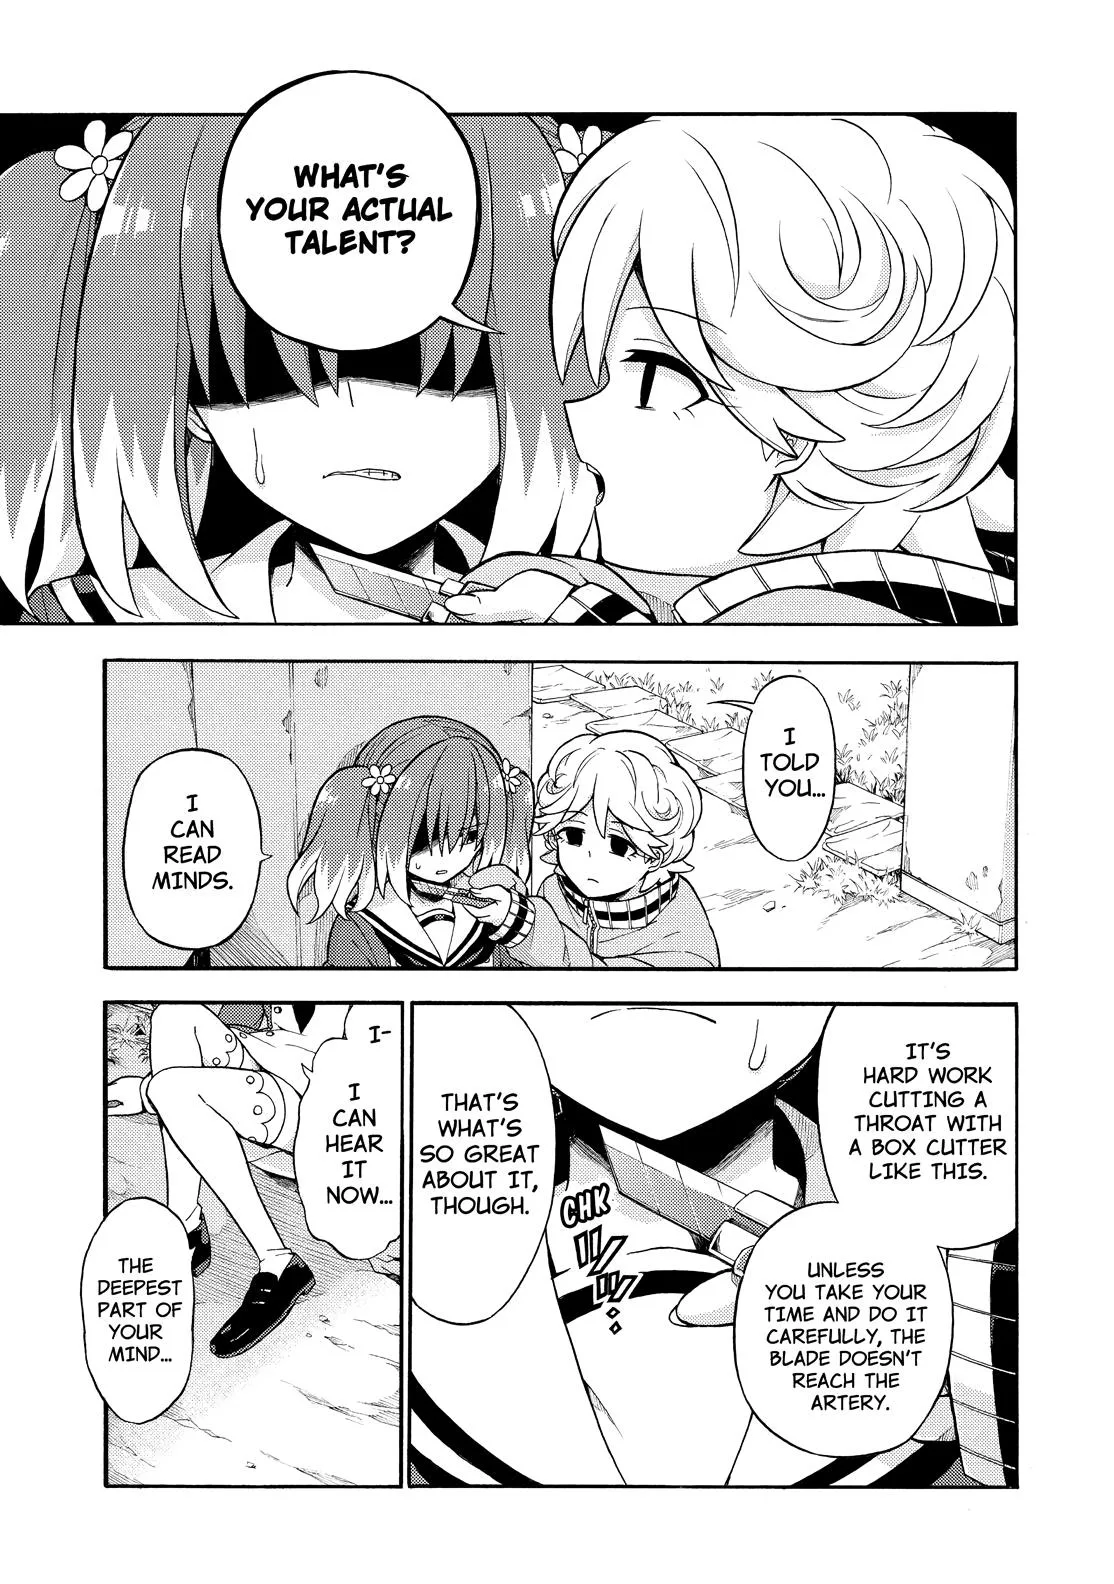 WHAT'S
YOUR ACTUAL
TALENT?
I
TOLD
YOU...
I
CAN
READ
MINDS.
IT'S
HARD WORK
CUTTING A
THROAT WITH
A BOX CUTTER
LIKE THIS.
UNLESS
YOU TAKE YOUR
TIME AND DO IT
CAREFULLY, THE
BLADE DOESN'T
REACH THE
ARTERY.
CHK
THAT'S
WHAT'S
SO GREAT
ABOUT IT,
THOUGH.
I-
I
CAN
HEAR
IT
NOW...
THE
DEEPEST
PART OF
YOUR
MIND...